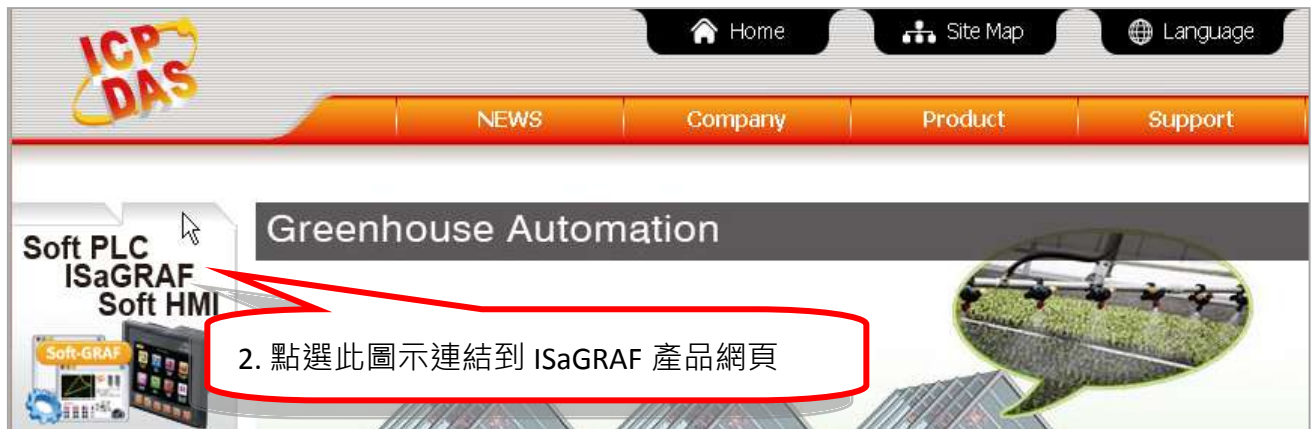 ICP
DAS
Home
Site Map
Language
NEWS
Company
Product
Support
Greenhouse Automation
Soft PLC
ISaGRAF
Soft HMI
Soft-GRAF
2. 點選此圖示連結到 ISaGRAF 產品網頁